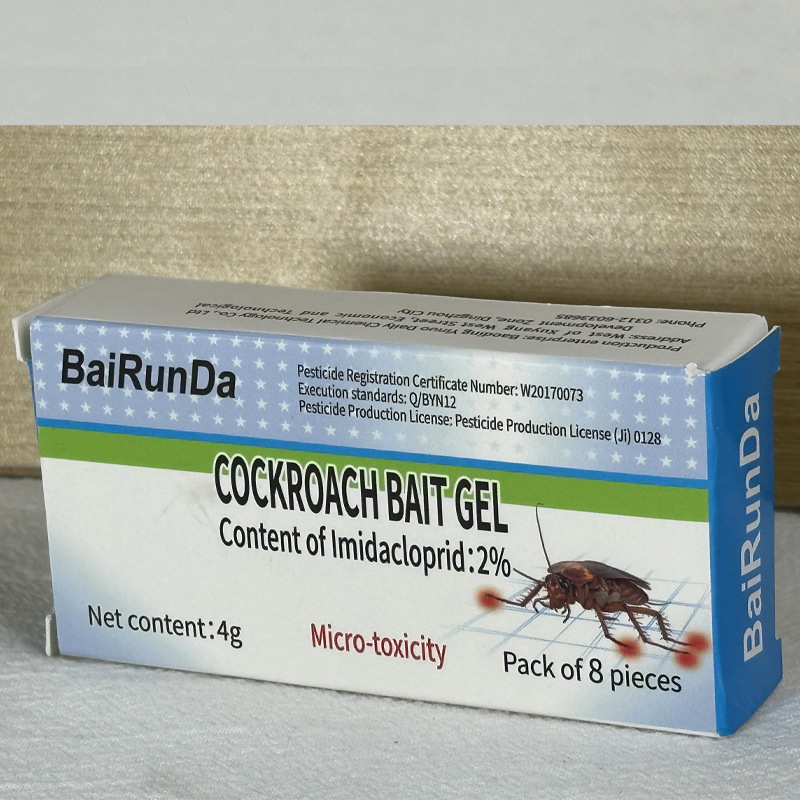 Production enterprise: Baoding Yinuo Daily Chemical Technology Co., Ltd
Address: West of Xuyang West Street, Economic and Technological
Development Zone, Dingzhou City
Phone: 0312-6033685
BaiRunDa
Pesticide Registration Certificate Number: W20170073
Execution standards: Q/BYN12
Pesticide Production License: Pesticide Production License (Ji) 0128
COCKROACH BAIT GEL
Content of Imidacloprid:2%
Net content:4g
Micro-toxicity
Pack of 8 pieces
BaiRunDa